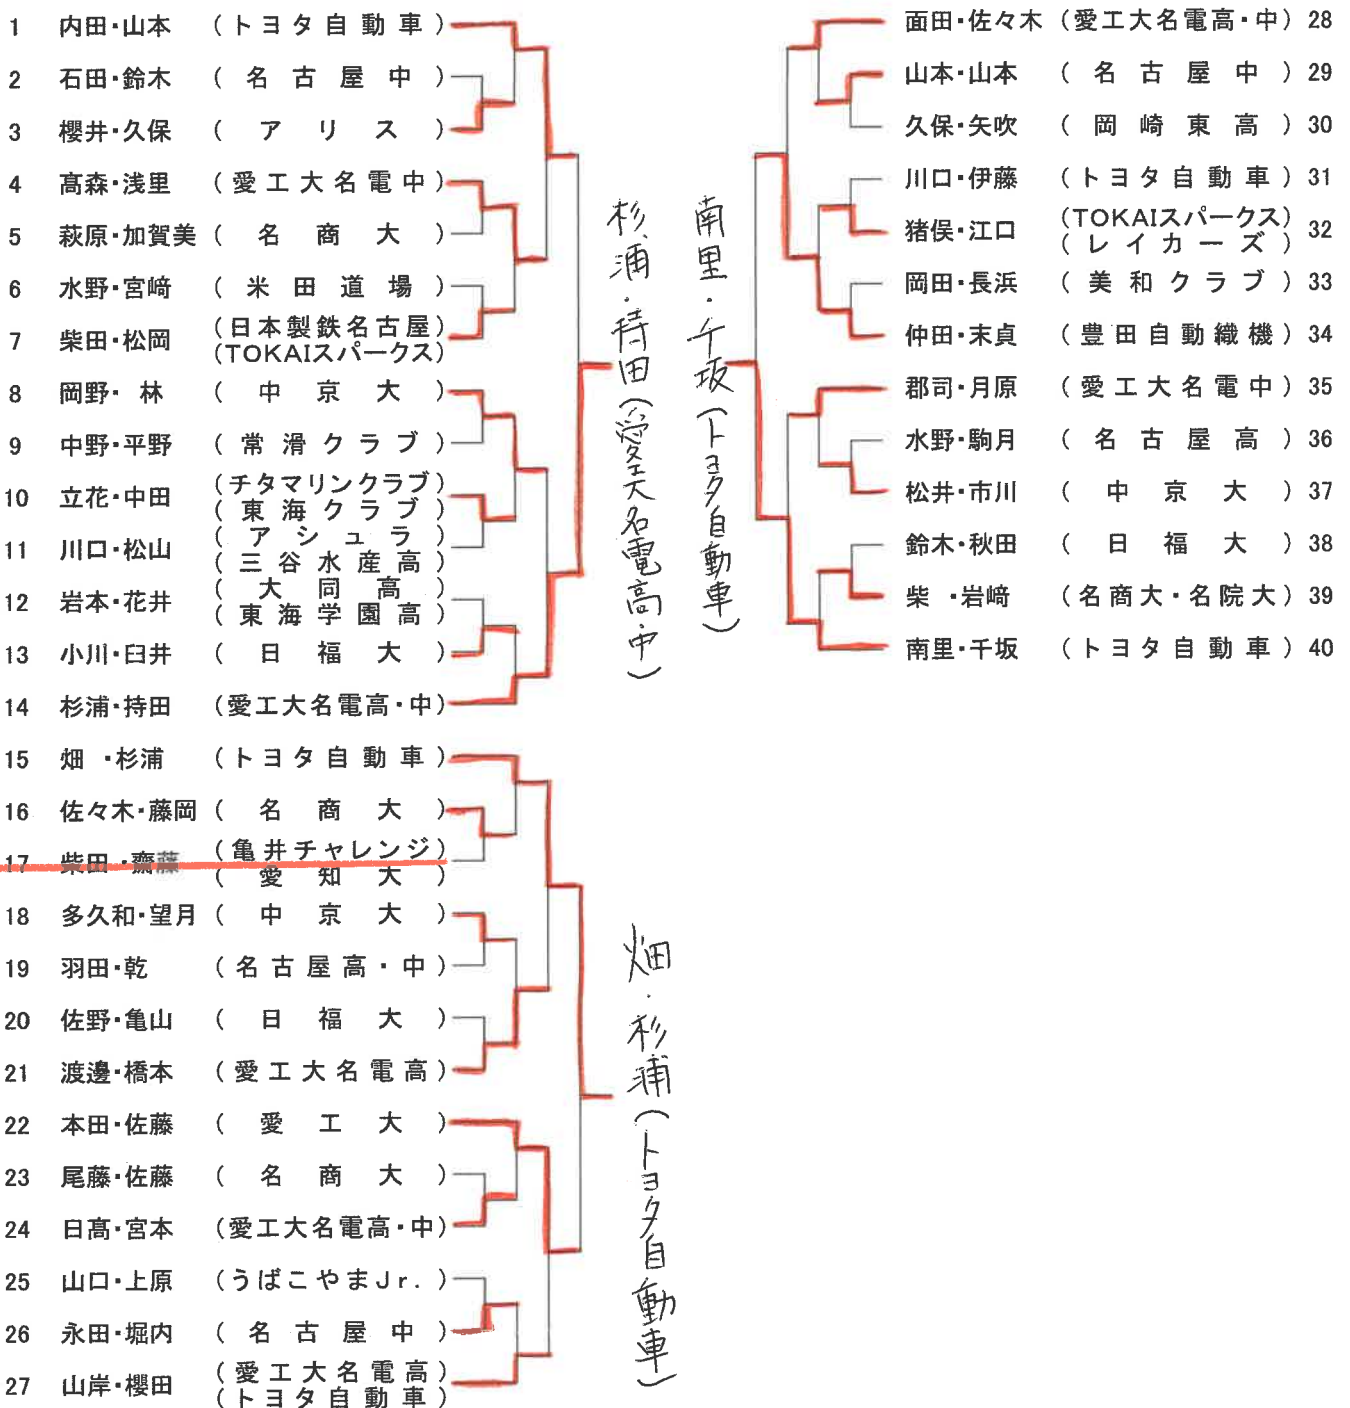 1 内田・山本 (トヨタ自動車)
2 石田・鈴木 (名古屋中)
3 櫻井・久保 (アリス)
4 髙森・浅里 (愛工大名電中)
5 萩原・加賀美 (名商大)
6 水野・宮﨑 (米田道場)
7 柴田・松岡 (日本製鉄名古屋)
(TOKAIスパークス)
8 岡野・林 (中京大)
9 中野・平野 (常滑クラブ)
10 立花・中田 (チタマリンクラブ)
(東海クラブ)
11 川口・松山 (アシュラ)
(三谷水産高)
12 岩本・花井 (大同高)
(東海学園高)
13 小川・臼井 (日福大)
14 杉浦・持田 (愛工大名電高・中)
15 畑・杉浦 (トヨタ自動車)
16 佐々木・藤岡 (名商大)
17 柴田・齋藤 (亀井チャレンジ)
(愛知大)
18 多久和・望月 (中京大)
19 羽田・乾 (名古屋高・中)
20 佐野・亀山 (日福大)
21 渡邊・橋本 (愛工大名電高)
22 本田・佐藤 (愛工大)
23 尾藤・佐藤 (名商大)
24 日髙・宮本 (愛工大名電高・中)
25 山口・上原 (うばこやまJr.)
26 永田・堀内 (名古屋中)
27 山岸・櫻田 (愛工大名電高)
(トヨタ自動車)
杉浦・持田(愛工大名電高・中)
畑・杉浦(トヨタ自動車)
南里・千坂(トヨタ自動車)
面田・佐々木 (愛工大名電高・中) 28
山本・山本 (名古屋中) 29
久保・矢吹 (岡崎東高) 30
川口・伊藤 (トヨタ自動車) 31
猪俣・江口 (TOKAIスパークス) 32
(レイカーズ)
岡田・長浜 (美和クラブ) 33
仲田・末貞 (豊田自動織機) 34
郡司・月原 (愛工大名電中) 35
水野・駒月 (名古屋高) 36
松井・市川 (中京大) 37
鈴木・秋田 (日福大) 38
柴・岩﨑 (名商大・名院大) 39
南里・千坂 (トヨタ自動車) 40